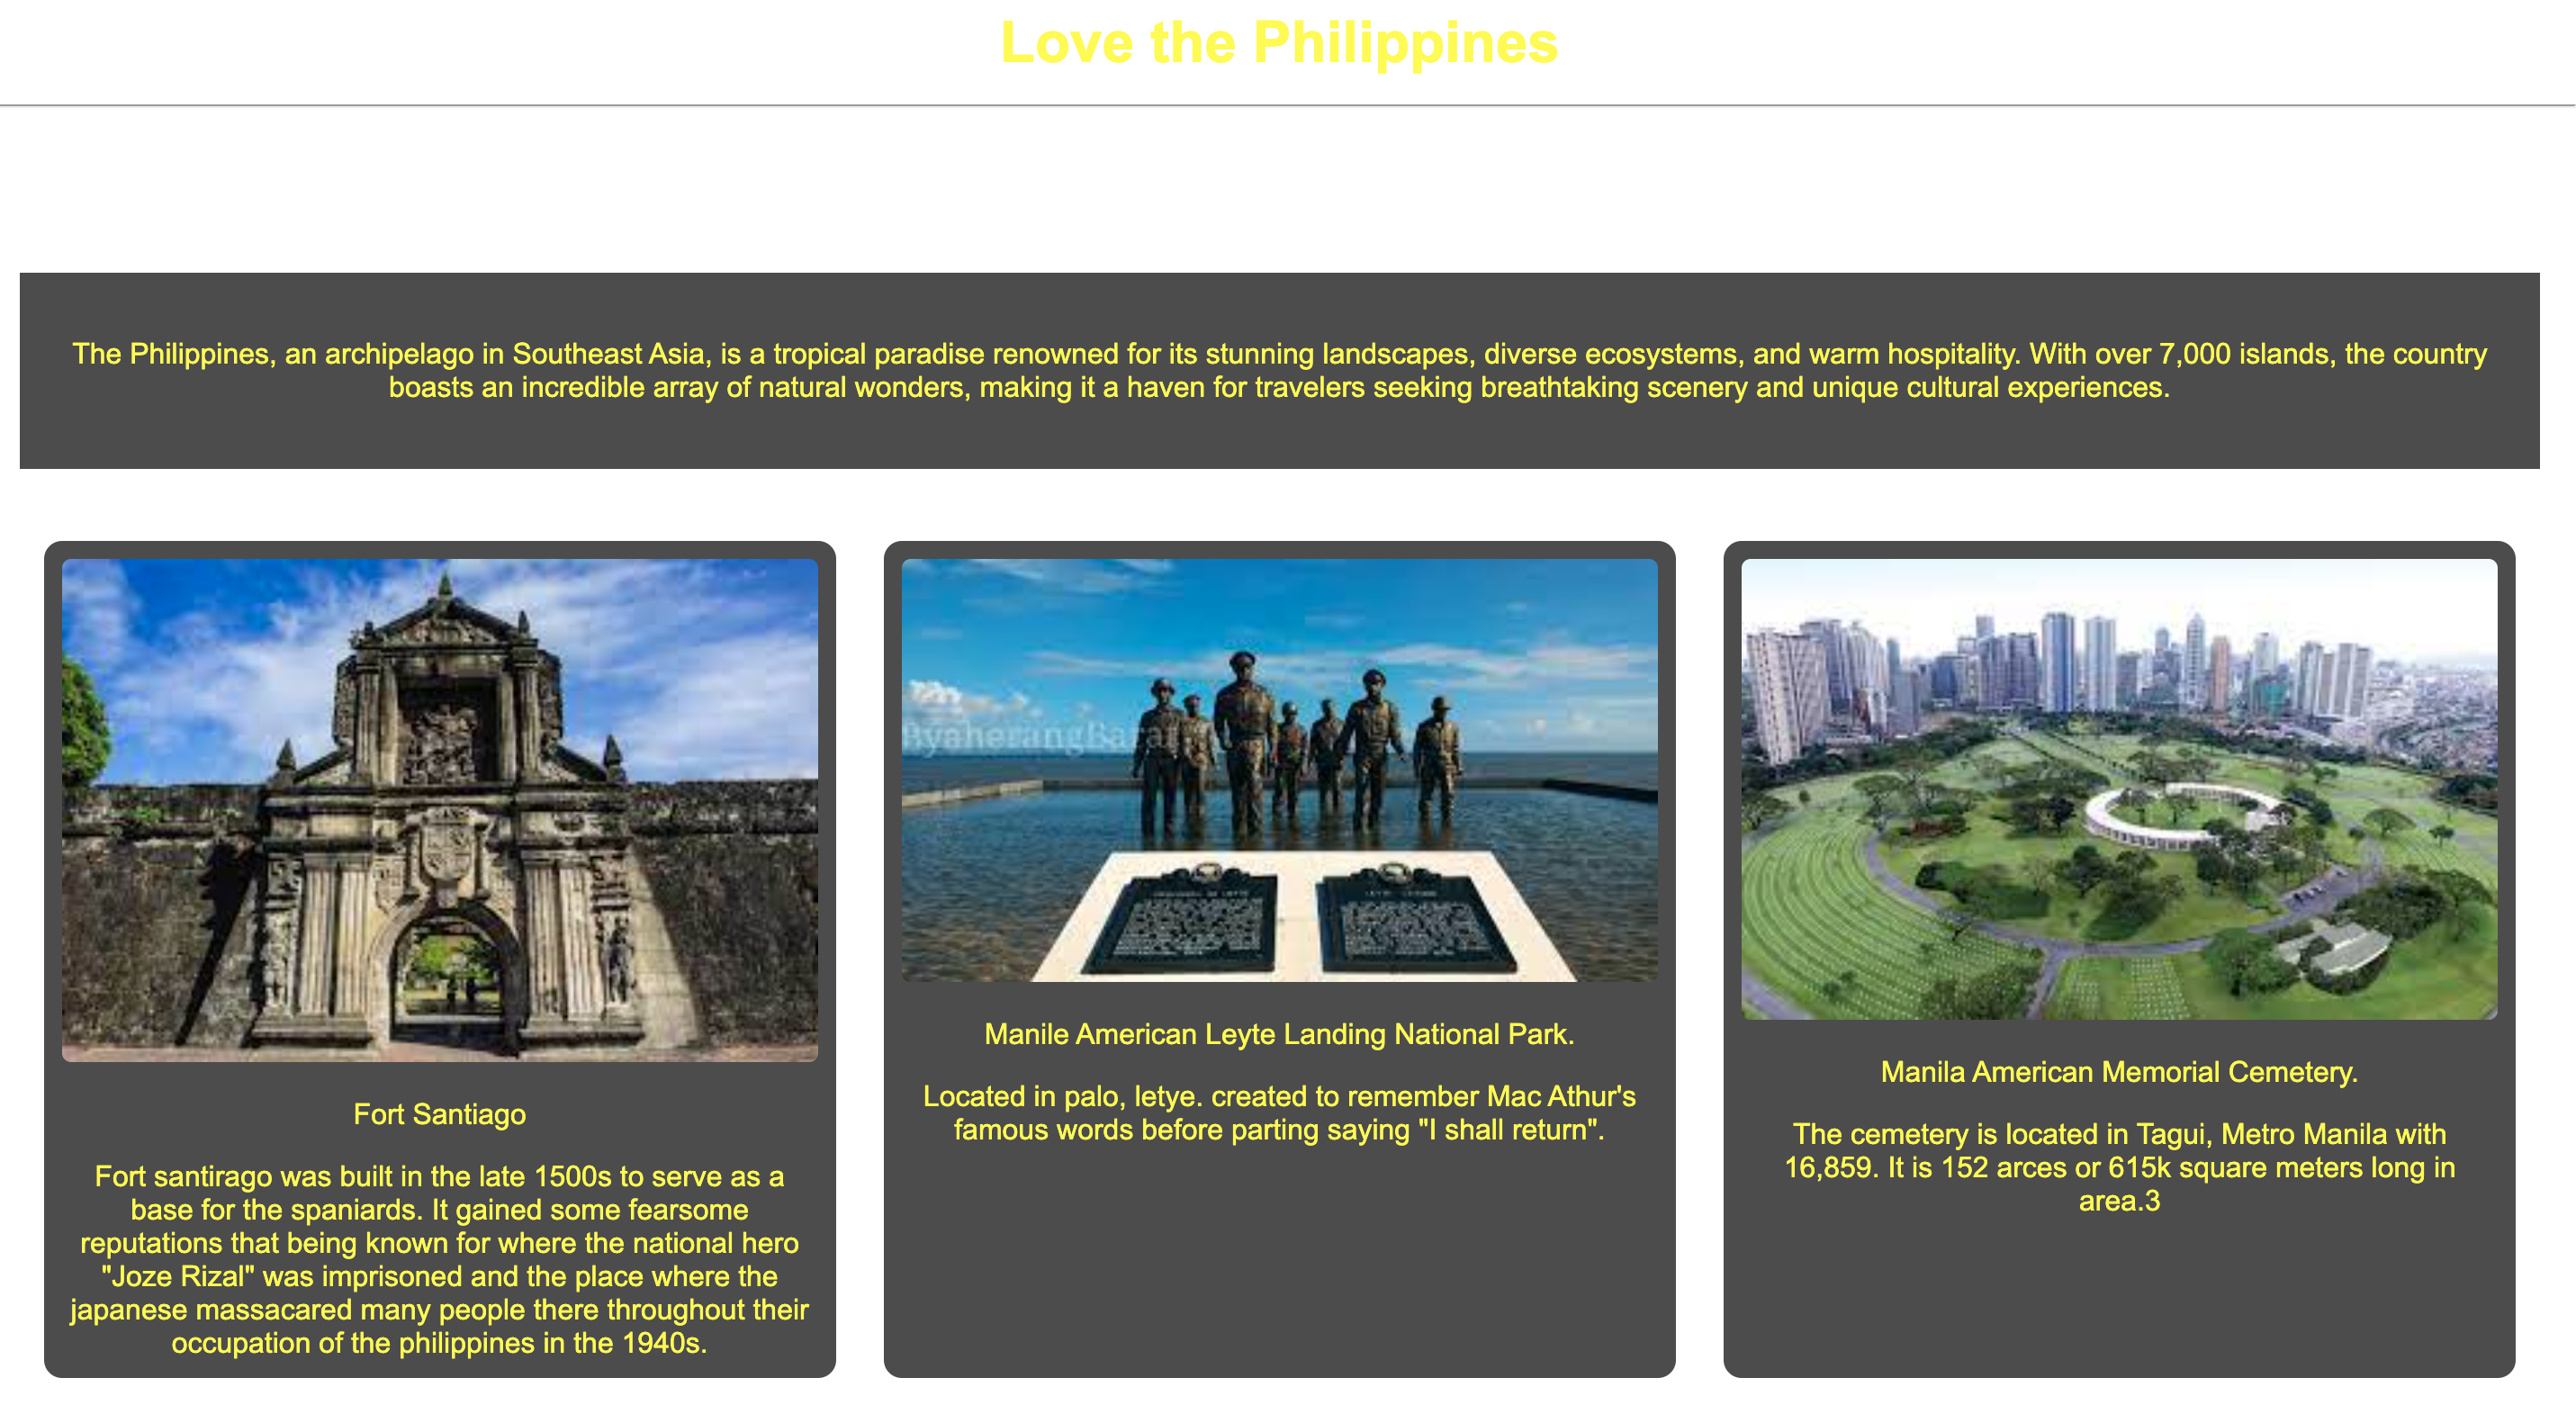 Love the Philippines
The Philippines, an archipelago in Southeast Asia, is a tropical paradise renowned for its stunning landscapes, diverse ecosystems, and warm hospitality. With over 7,000 islands, the country
boasts an incredible array of natural wonders, making it a haven for travelers seeking breathtaking scenery and unique cultural experiences.
Fort Santiago
Fort santirago was built in the late 1500s to serve as a
base for the spaniards. It gained some fearsome
reputations that being known for where the national hero
"Joze Rizal" was imprisoned and the place where the
japanese massacared many people there throughout their
occupation of the philippines in the 1940s.
Manile American Leyte Landing National Park.
Located in palo, letye. created to remember Mac Athur's
famous words before parting saying "I shall return".
Manila American Memorial Cemetery.
The cemetery is located in Tagui, Metro Manila with
16,859. It is 152 arces or 615k square meters long in
area.3